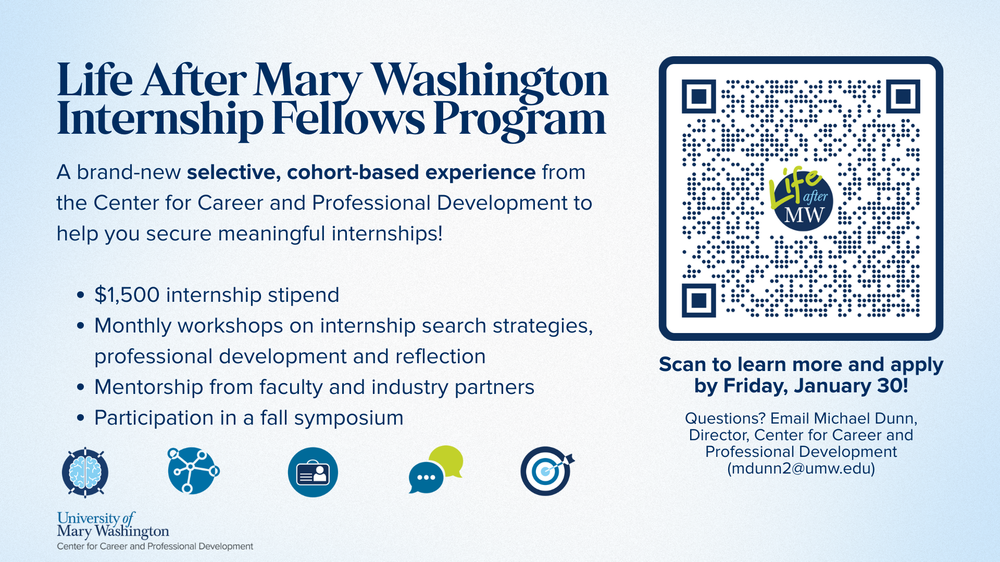 Life After Mary Washington
Internship Fellows Program
A brand-new selective, cohort-based experience from
the Center for Career and Professional Development to
help you secure meaningful internships!
• $1,500 internship stipend
• Monthly workshops on internship search strategies,
professional development and reflection
• Mentorship from faculty and industry partners
• Participation in a fall symposium
University of
Mary Washington
Center for Career and Professional Development
Life
after
MW
Scan to learn more and apply
by Friday, January 30!
Questions? Email Michael Dunn,
Director, Center for Career and
Professional Development
(mdunn2@umw.edu)